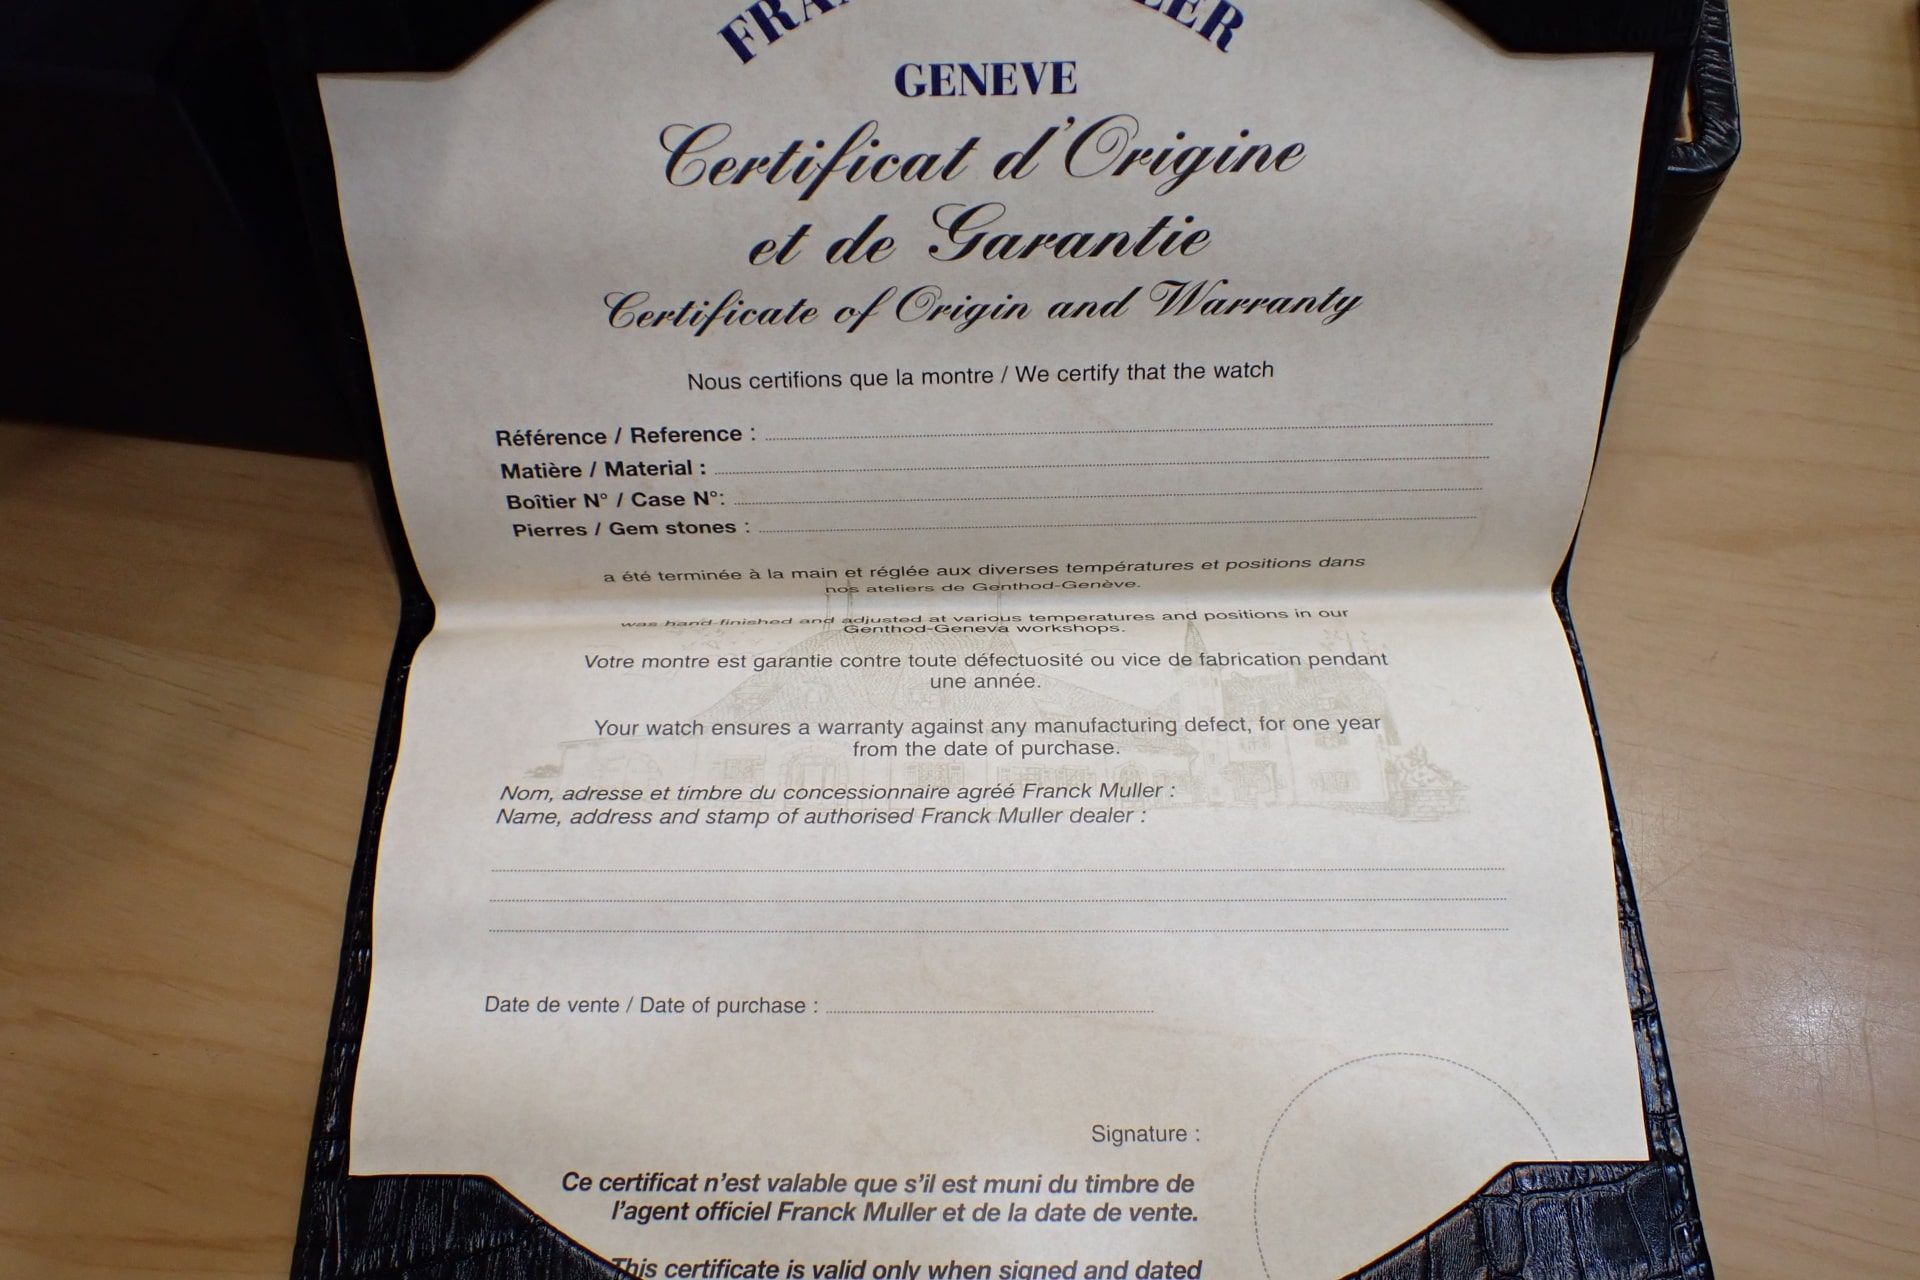 GENEVE
Certificat d'Origine
et de Garantie
Certificate of Origin and Warranty
Nous certifions que la montre / We certify that the watch
Référence / Reference :
Matière / Material :
Boîtier N° / Case N°:
Pierres / Gem stones :
a été terminée à la main et réglée aux diverses températures et positions dans
nos ateliers de Genthod-Genève.
was hand-finished and adjusted at various temperatures and positions in our
Genthod-Geneva workshops.
Votre montre est garantie contre toute défectuosité ou vice de fabrication pendant
une année.
Your watch ensures a warranty against any manufacturing defect, for one year
from the date of purchase.
Nom, adresse et timbre du concessionnaire agréé Franck Muller :
Name, address and stamp of authorised Franck Muller dealer :
Date de vente / Date of purchase :
Signature :
Ce certificat n'est valable que s'il est muni du timbre de
l'agent officiel Franck Muller et de la date de vente.
This certificate is valid only when signed and dated